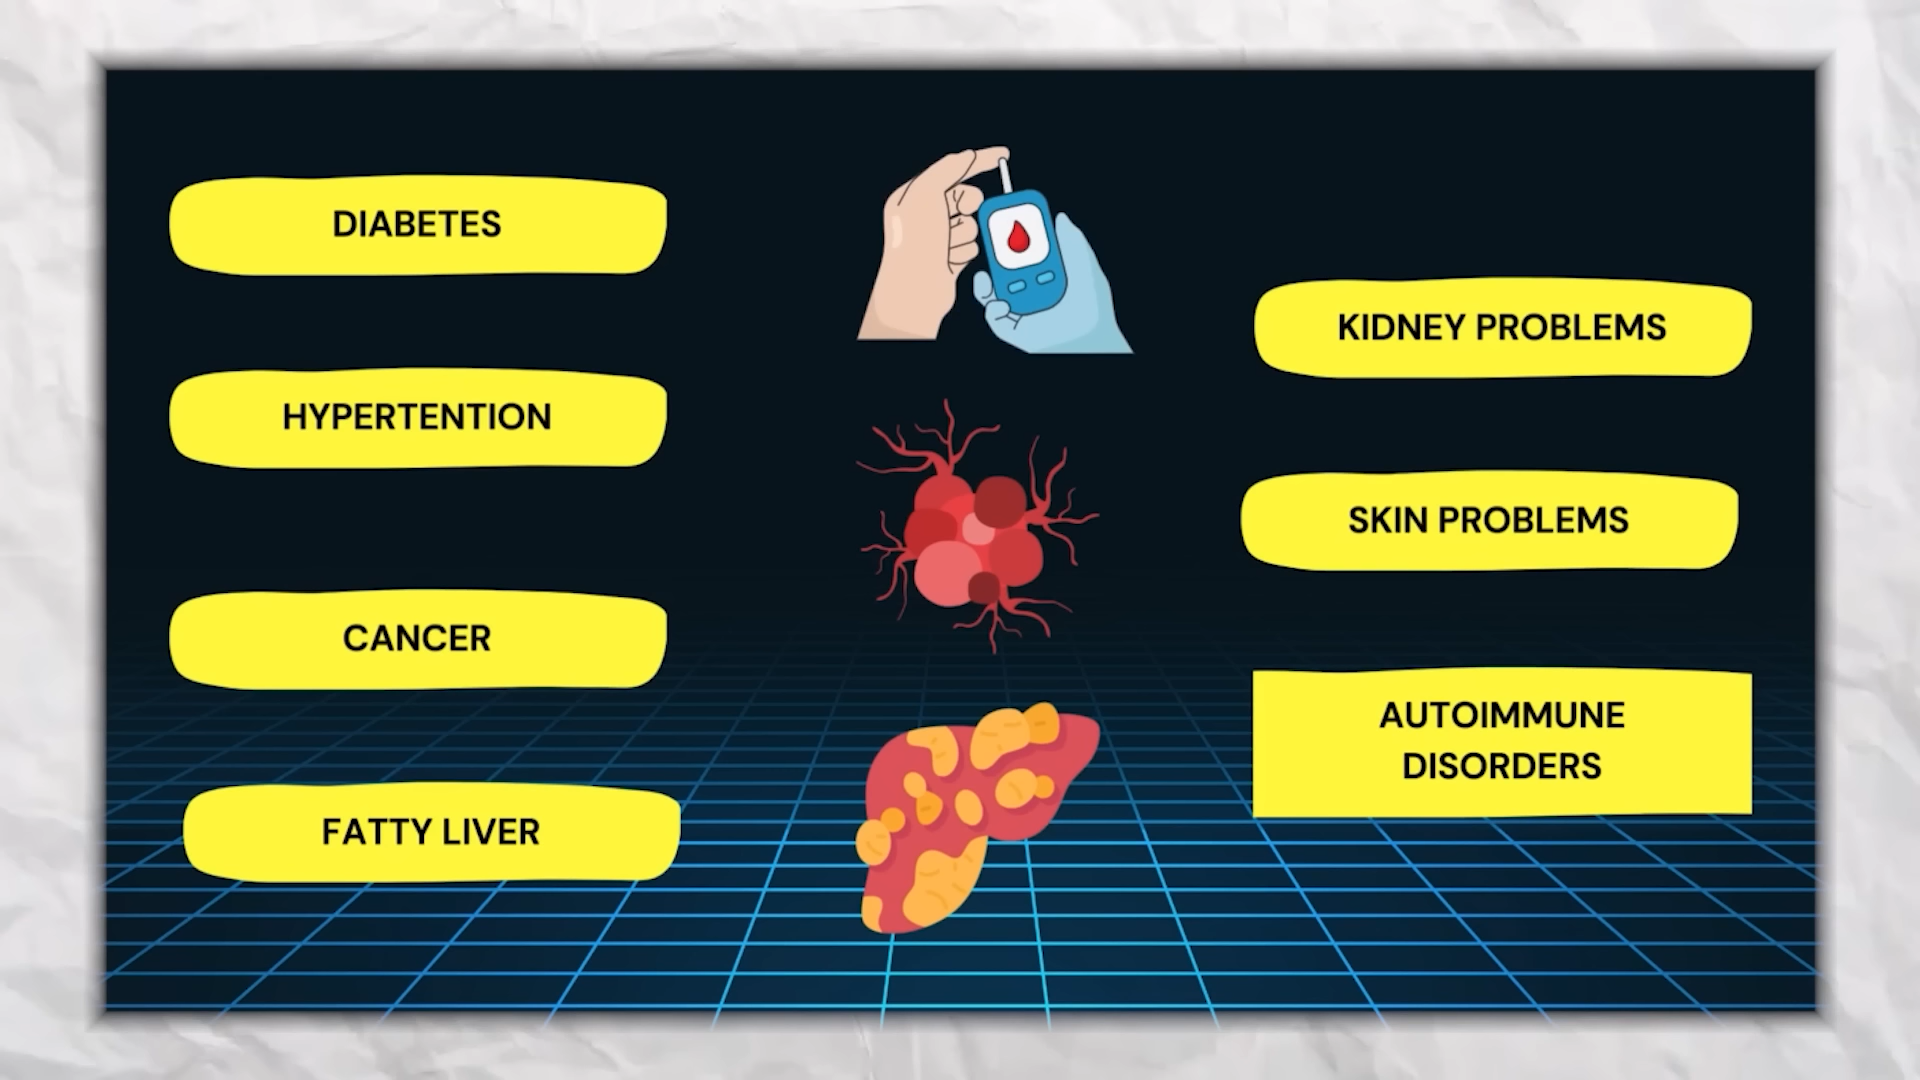 DIABETES
HYPERTENTION
CANCER
FATTY LIVER
KIDNEY PROBLEMS
SKIN PROBLEMS
AUTOIMMUNE
DISORDERS